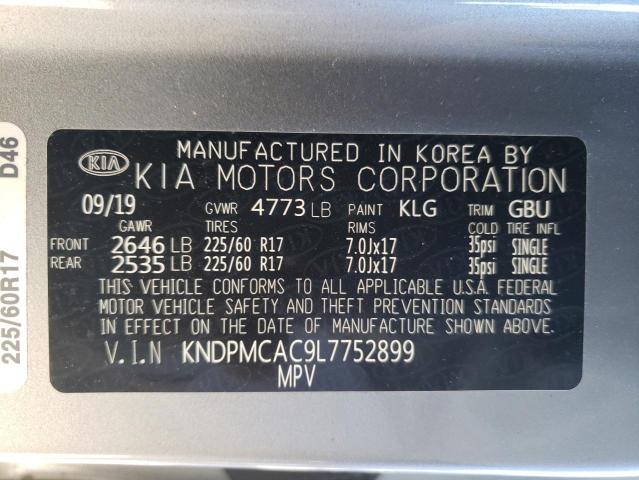 KIA
MANUFACTURED IN KOREA BY
KIA MOTORS CORPORATION
09/19 GVWR 4773 LB PAINT KLG TRIM GBU
GAWR TIRES RIMS COLD TIRE INFL
FRONT 2646 LB 225/60 R17 7.0Jx17 35psi SINGLE
REAR 2535 LB 225/60 R17 7.0Jx17 35psi SINGLE
THIS VEHICLE CONFORMS TO ALL APPLICABLE U.S.A. FEDERAL
MOTOR VEHICLE SAFETY AND THEFT PREVENTION STANDARDS
IN EFFECT ON THE DATE OF MANUFACTURE SHOWN ABOVE.
V.I.N KNDPMCAC9L7752899
MPV
225/60R17 D46